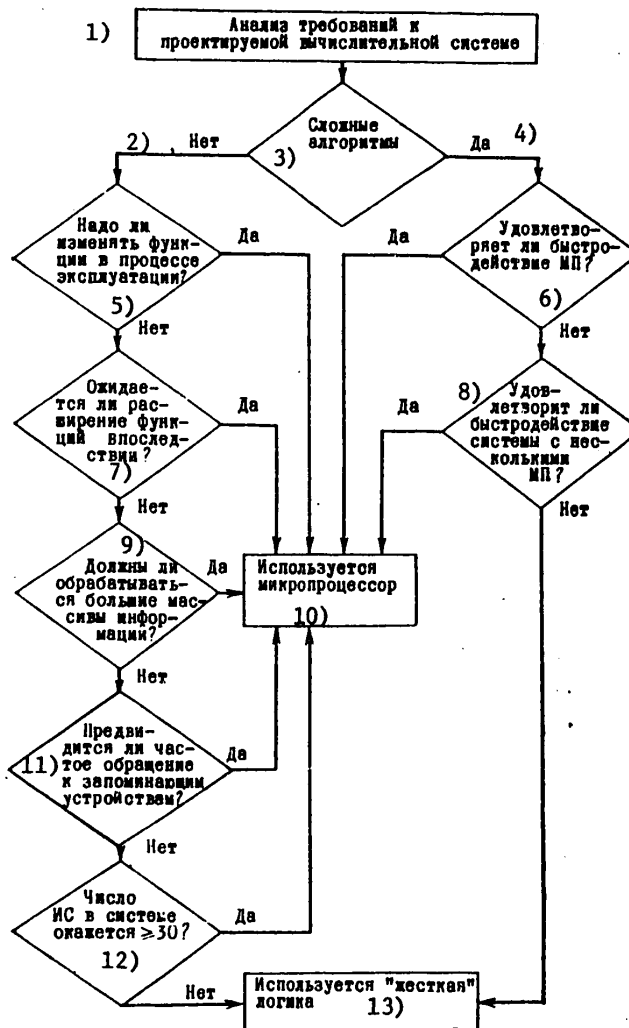 1)
Анализ требований к
проектируемой вычислительной системе
2)
Нет
Сложные
3) алгоритмы
4)
Да
Надо ли
изменять функ-
ции в процессе
эксплуатации?
5)
Да
Нет
Удовлетво-
ряет ли быстро-
действие МП?
6)
Да
Нет
Ожидае-
тся ли рас-
ширение функ-
ций впослед-
ствии?
7)
Да
Нет
8) Удов-
летворит ли
быстродействие
системы с нес-
колькими
МП?
Да
Нет
9)
Должны ли
обрабатывать-
ся большие мас-
сивы инфор-
мации?
Да
Нет
Используется
микропроцессор
10)
Предви-
дится ли час-
11) тое обращение
к запоминающим
устройствам?
Да
Нет
Число
ИС в системе
окажется ≥30?
12)
Да
Нет
Используется "жесткая"
логика 13)